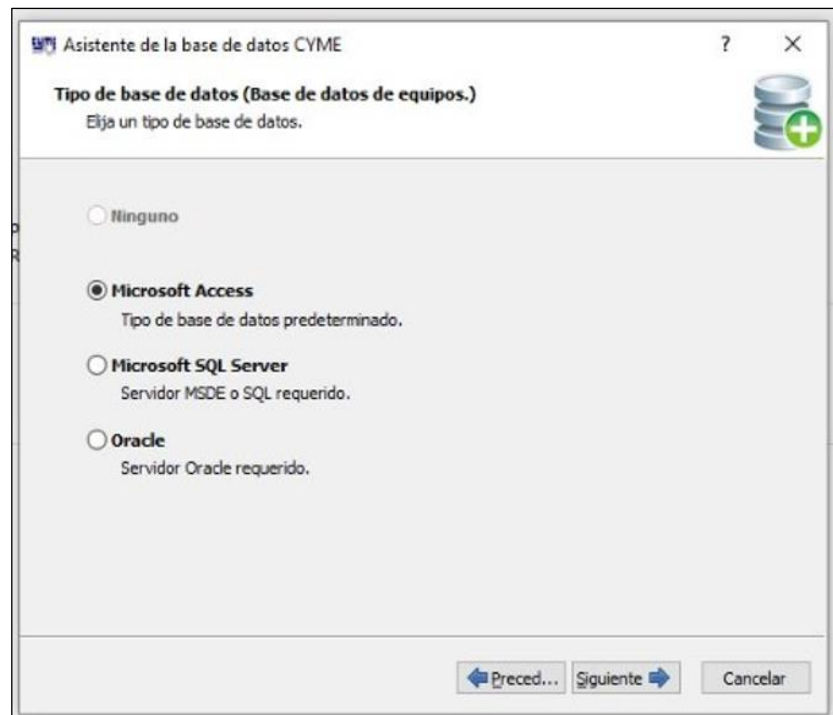 Asistente de la base de datos CYME
Tipo de base de datos (Base de datos de equipos.)
Elija un tipo de base de datos.
Ninguno
Microsoft Access
Tipo de base de datos predeterminado.
Microsoft SQL Server
Servidor MSDE o SQL requerido.
Oracle
Servidor Oracle requerido.
Preced... Siguiente Cancelar